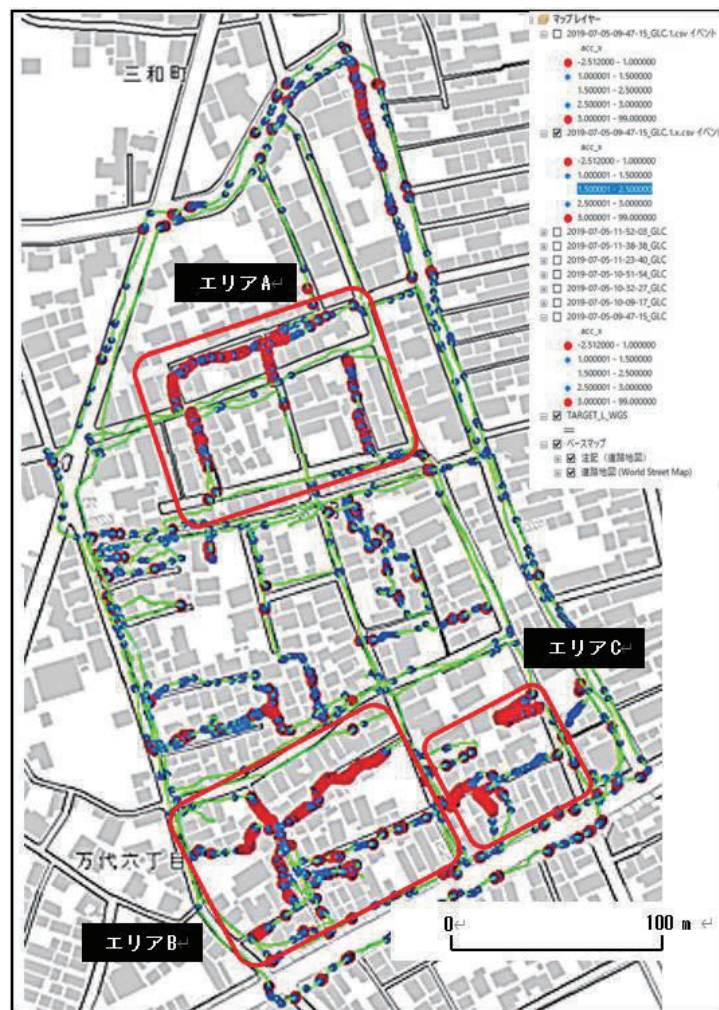 三和町
エリアA↵
エリアC↵
万代六丁目
エリアB↵
0↵
100 m ↵
マップ レイヤー
2019-07-05-09-47-15_GLC.1.csv イベント
acc_x
-2.512000 - 1.000000
1.000001 - 1.500000
1.500001 - 2.500000
2.500001 - 3.000000
3.000001 - 99.000000
2019-07-05-09-47-15_GLC.1.x.csv イベント
acc_x
-2.512000 - 1.000000
1.000001 - 1.500000
1.500001 - 2.500000
2.500001 - 3.000000
3.000001 - 99.000000
2019-07-05-11-52-03_GLC
2019-07-05-11-38-38_GLC
2019-07-05-11-23-40_GLC
2019-07-05-10-51-54_GLC
2019-07-05-10-32-27_GLC
2019-07-05-10-09-17_GLC
2019-07-05-09-47-15_GLC
acc_x
-2.512000 - 1.000000
1.000001 - 1.500000
1.500001 - 2.500000
2.500001 - 3.000000
3.000001 - 99.000000
TARGET_L_WGS
ベースマップ
注記（道路地図）
道路地図 (World Street Map)